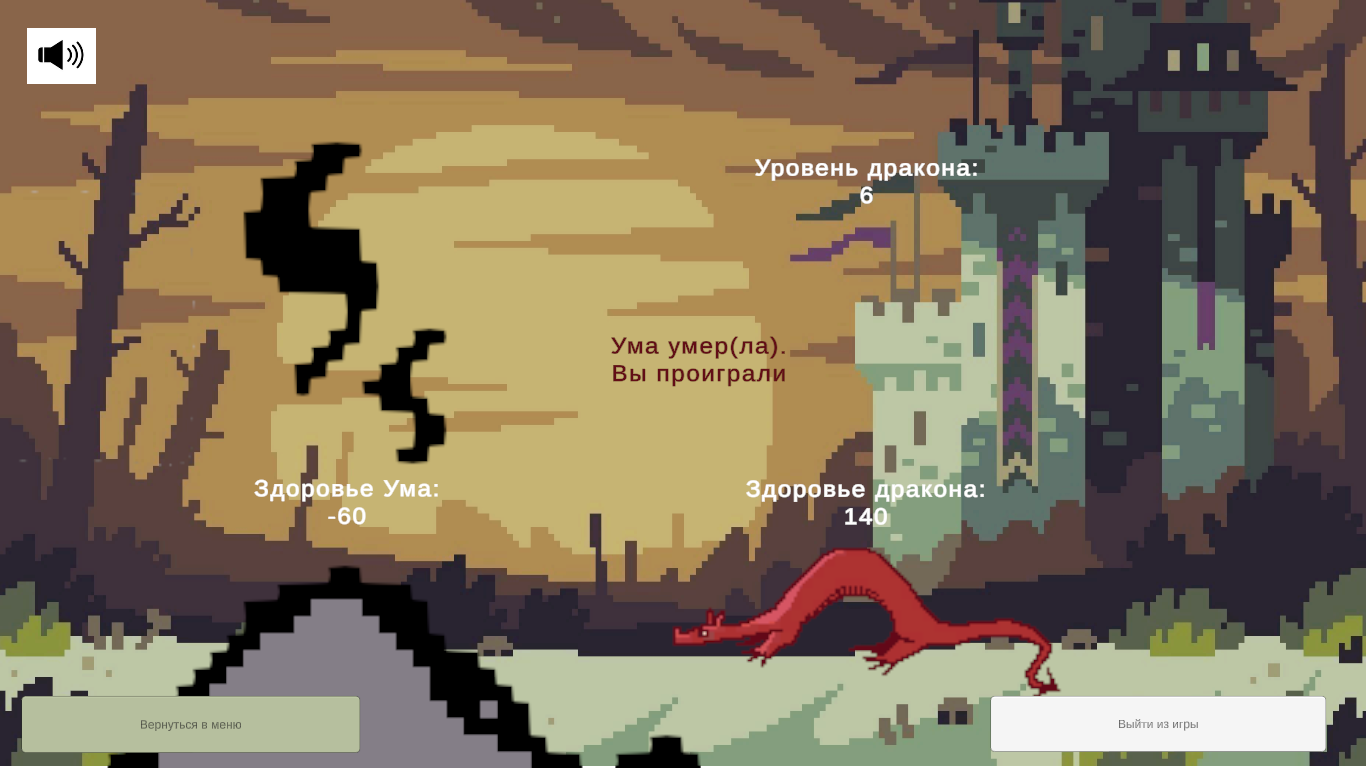 Уровень дракона:
6
Ума умер(ла).
Вы проиграли
Здоровье Ума:
-60
Здоровье дракона:
140
Вернуться в меню
Выйти из игры